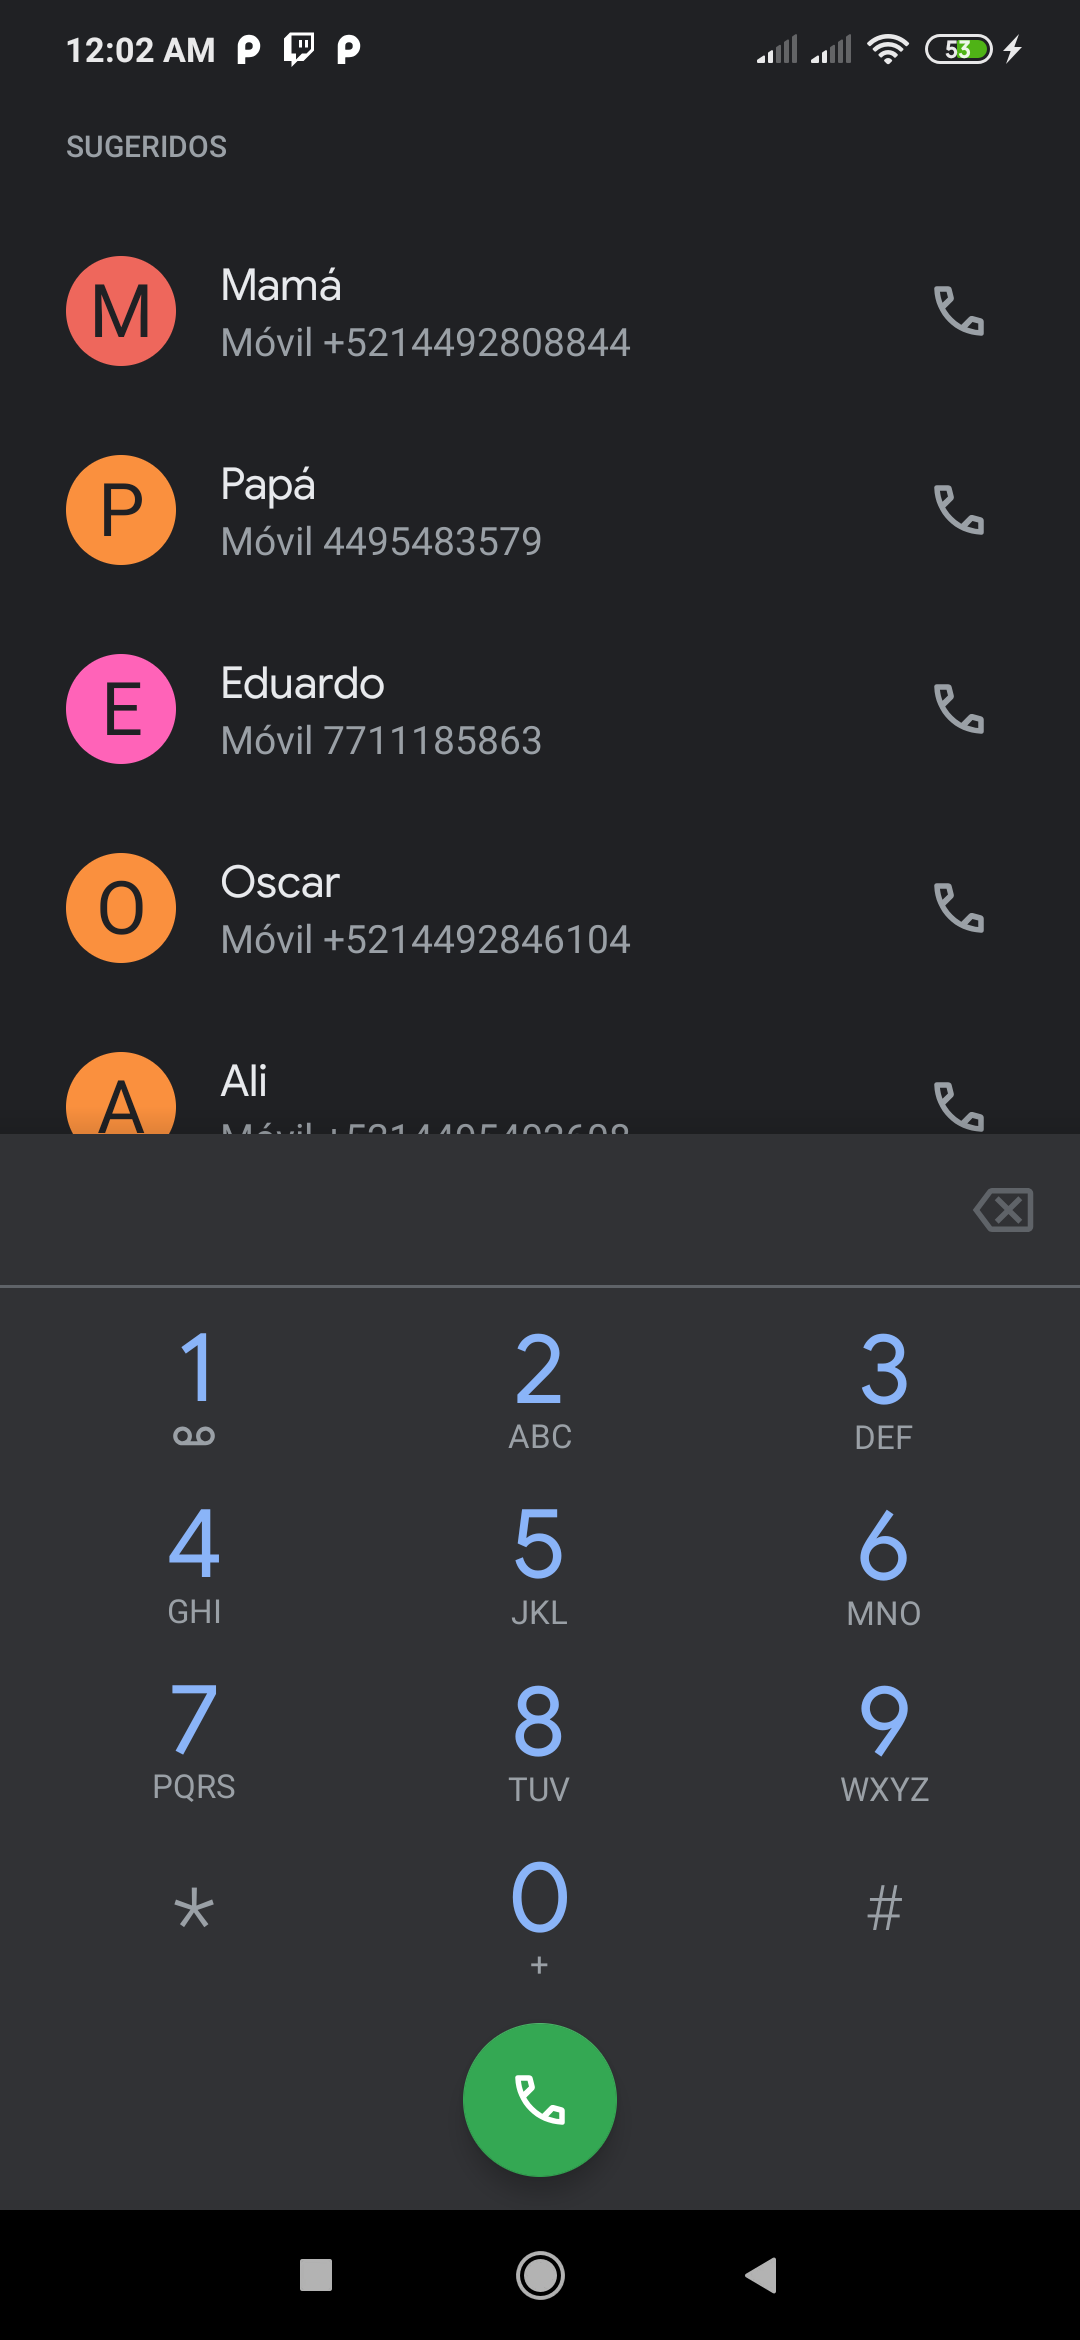 12:02 AM
53
SUGERIDOS
M
Mamá
Móvil +5214492808844
P
Papá
Móvil 4495483579
E
Eduardo
Móvil 7711185863
O
Oscar
Móvil +5214492846104
A
Ali
Móvil
1 2 3
ABC DEF
4 5 6
GHI JKL MNO
7 8 9
PQRS TUV WXYZ
* 0 #
+